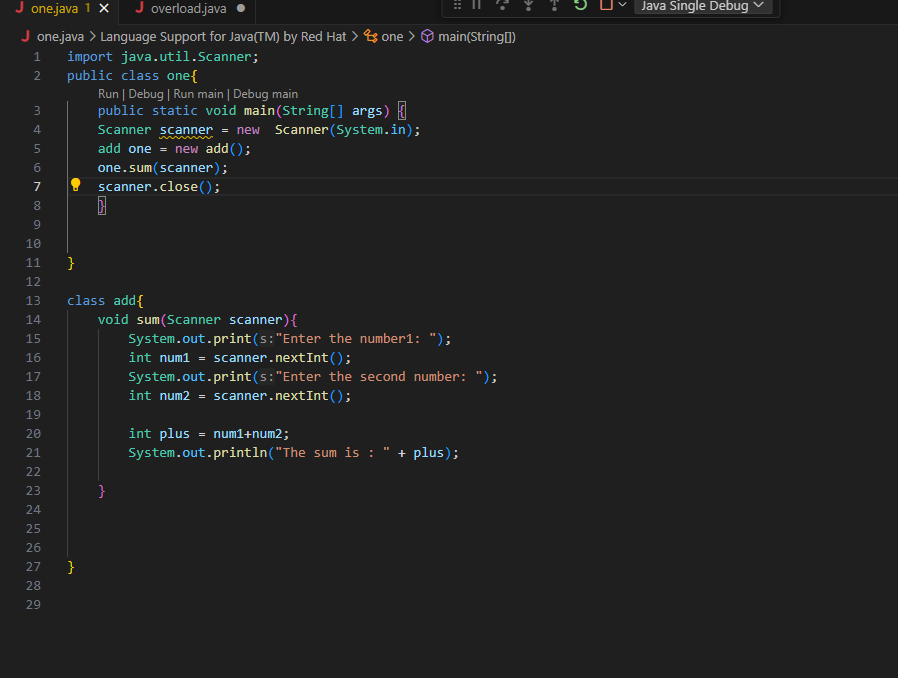 one.java 1 overload.java Java Single Debug
one.java > Language Support for Java(TM) by Red Hat > one > main(String[])
1 import java.util.Scanner;
2 public class one{
Run | Debug | Run main | Debug main
3 public static void main(String[] args) {
4 Scanner scanner = new  Scanner(System.in);
5 add one = new add();
6 one.sum(scanner);
7 scanner.close();
8 }
9
10
11 }
12
13 class add{
14 void sum(Scanner scanner){
15 System.out.print(s:"Enter the number1: ");
16 int num1 = scanner.nextInt();
17 System.out.print(s:"Enter the second number: ");
18 int num2 = scanner.nextInt();
19
20 int plus = num1+num2;
21 System.out.println("The sum is : " + plus);
22
23 }
24
25
26
27 }
28
29